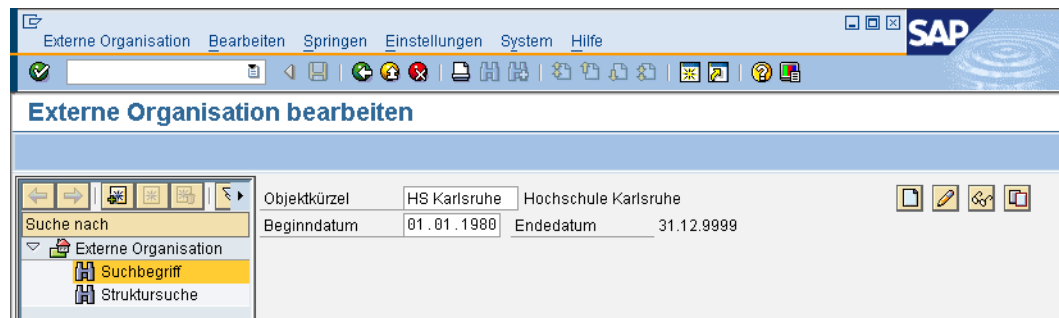 Externe Organisation Bearbeiten Springen Einstellungen System Hilfe
SAP
Externe Organisation bearbeiten
Objektkürzel HS Karlsruhe Hochschule Karlsruhe
Suche nach
Beginndatum 01.01.1980 Endedatum 31.12.9999
Externe Organisation
Suchbegriff
Struktursuche